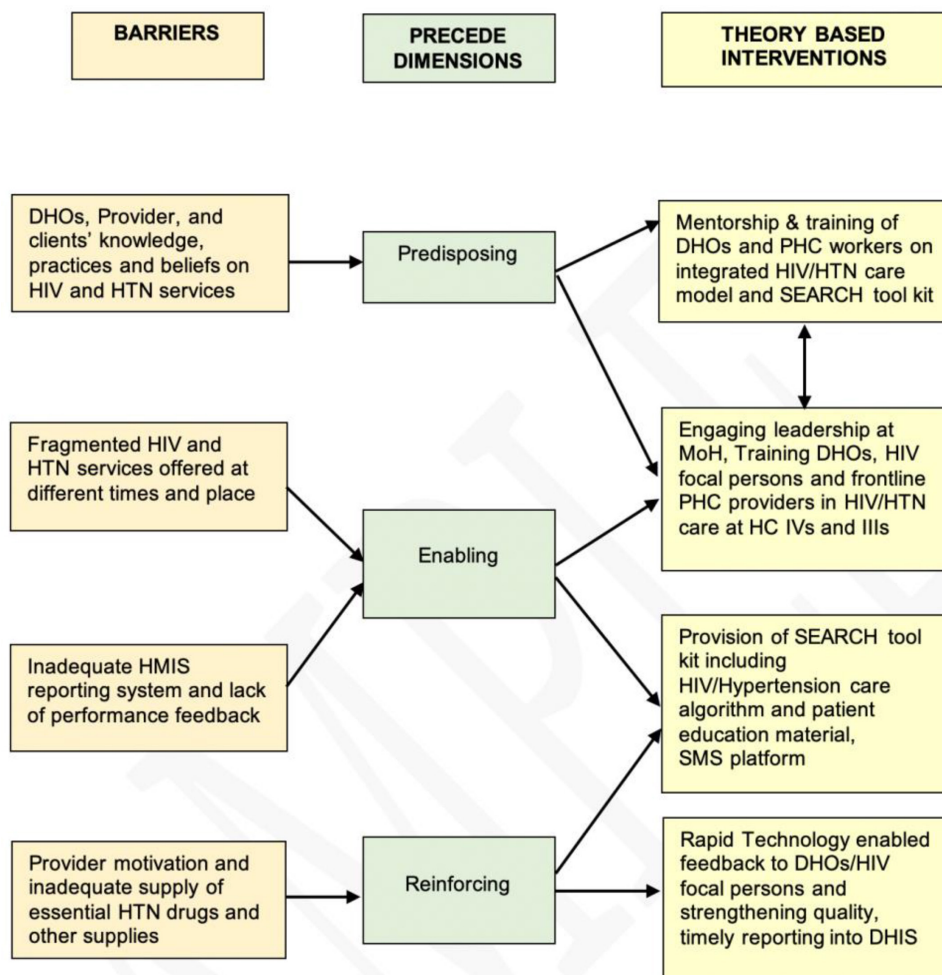 BARRIERS
PRECEDE
DIMENSIONS
THEORY BASED
INTERVENTIONS
DHOs, Provider, and
clients' knowledge,
practices and beliefs on
HIV and HTN services
Predisposing
Mentorship & training of
DHOs and PHC workers on
integrated HIV/HTN care
model and SEARCH tool kit
Fragmented HIV and
HTN services offered at
different times and place
Enabling
Engaging leadership at
MoH, Training DHOs, HIV
focal persons and frontline
PHC providers in HIV/HTN
care at HC IVs and IIIs
Inadequate HMIS
reporting system and lack
of performance feedback
Provision of SEARCH tool
kit including
HIV/Hypertension care
algorithm and patient
education material,
SMS platform
Provider motivation and
inadequate supply of
essential HTN drugs and
other supplies
Reinforcing
Rapid Technology enabled
feedback to DHOs/HIV
focal persons and
strengthening quality,
timely reporting into DHIS